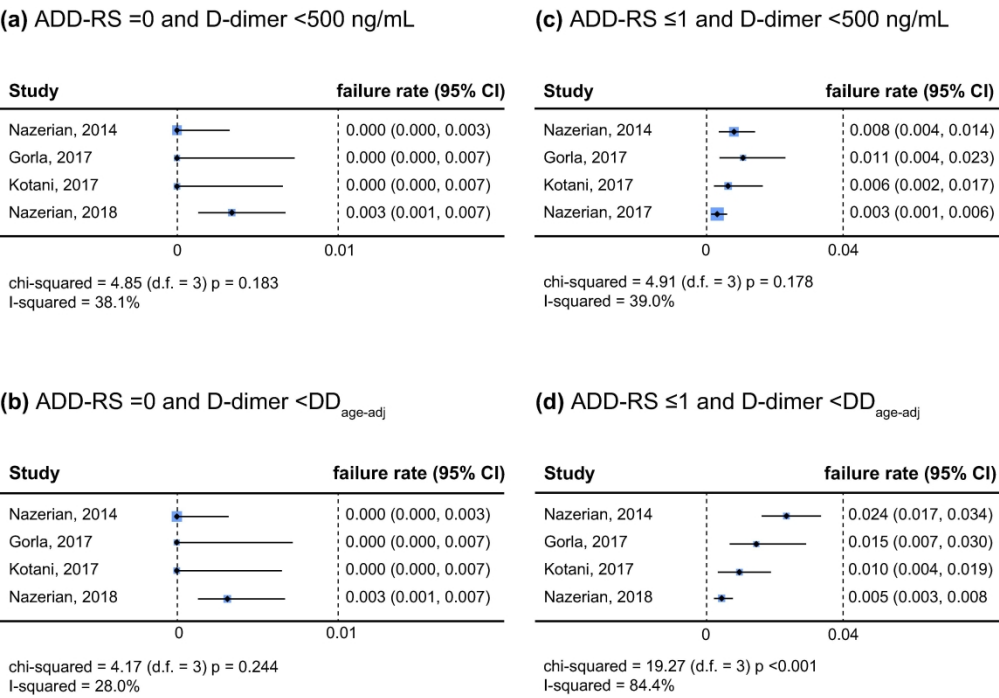 (a) ADD-RS =0 and D-dimer <500 ng/mL
Study failure rate (95% CI)
Nazerian, 2014 0.000 (0.000, 0.003)
Gorla, 2017 0.000 (0.000, 0.007)
Kotani, 2017 0.000 (0.000, 0.007)
Nazerian, 2018 0.003 (0.001, 0.007)
0 0.01
chi-squared = 4.85 (d.f. = 3) p = 0.183
I-squared = 38.1%
(c) ADD-RS ≤1 and D-dimer <500 ng/mL
Study failure rate (95% CI)
Nazerian, 2014 0.008 (0.004, 0.014)
Gorla, 2017 0.011 (0.004, 0.023)
Kotani, 2017 0.006 (0.002, 0.017)
Nazerian, 2017 0.003 (0.001, 0.006)
0 0.04
chi-squared = 4.91 (d.f. = 3) p = 0.178
I-squared = 39.0%
(b) ADD-RS =0 and D-dimer <DDage-adj
Study failure rate (95% CI)
Nazerian, 2014 0.000 (0.000, 0.003)
Gorla, 2017 0.000 (0.000, 0.007)
Kotani, 2017 0.000 (0.000, 0.007)
Nazerian, 2018 0.003 (0.001, 0.007)
0 0.01
chi-squared = 4.17 (d.f. = 3) p = 0.244
I-squared = 28.0%
(d) ADD-RS ≤1 and D-dimer <DDage-adj
Study failure rate (95% CI)
Nazerian, 2014 0.024 (0.017, 0.034)
Gorla, 2017 0.015 (0.007, 0.030)
Kotani, 2017 0.010 (0.004, 0.019)
Nazerian, 2018 0.005 (0.003, 0.008
0 0.04
chi-squared = 19.27 (d.f. = 3) p <0.001
I-squared = 84.4%